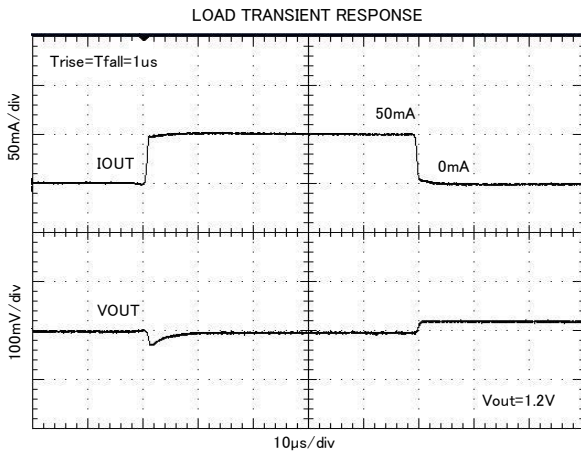 LOAD TRANSIENT RESPONSE
Trise=Tfall=1us
50mA/div
50mA
IOUT
0mA
VOUT
100mV/div
Vout=1.2V
10μs/div